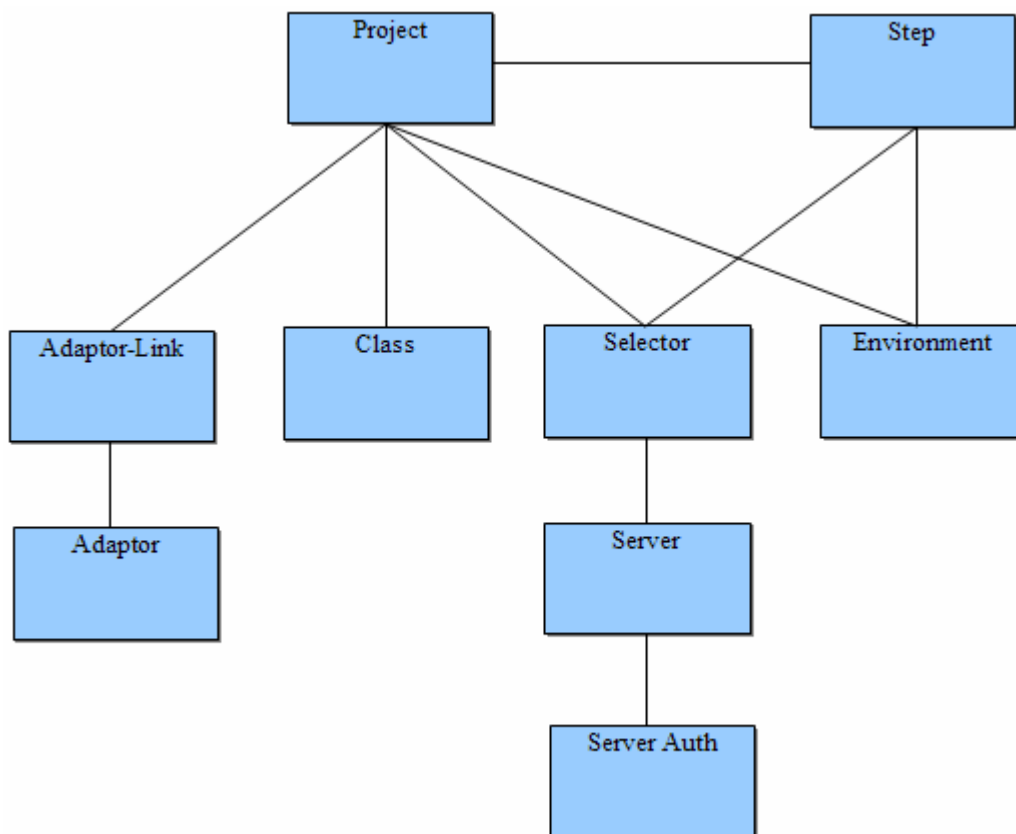 Project
Step
Adaptor-Link
Class
Selector
Environment
Adaptor
Server
Server Auth